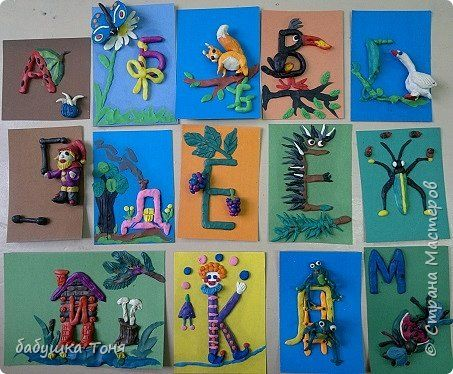 А Б Б В Г
Г Д Е Ё Ж
И К М
бабушка Тоня
© Страна Мастеров